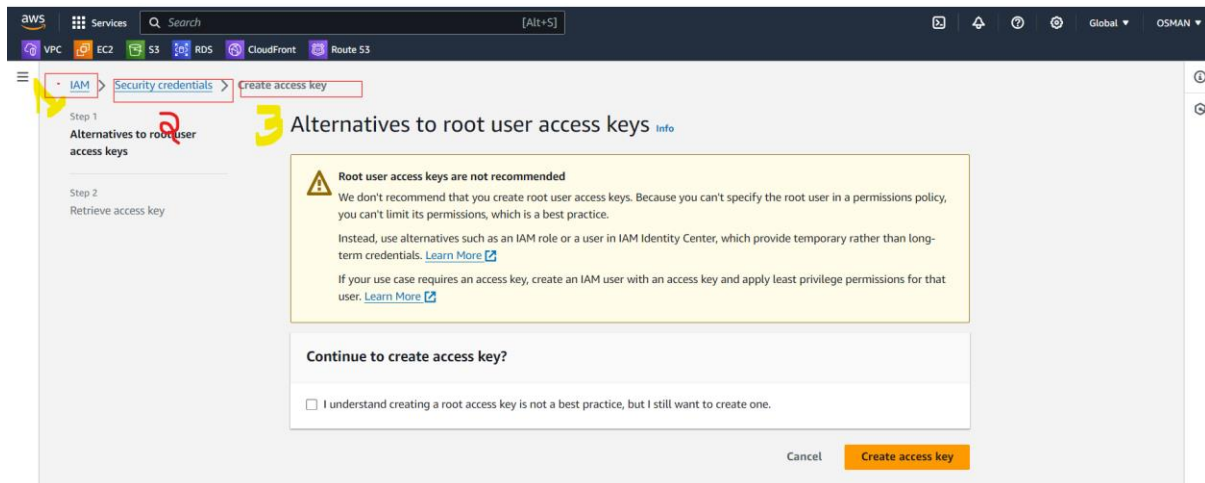 aws Services Search [Alt+S] Global OSMAN
VPC EC2 S3 RDS CloudFront Route 53
IAM > Security credentials > Create access key
1 2 3
Step 1
Alternatives to root user
access keys
Step 2
Retrieve access key
Alternatives to root user access keys Info
Root user access keys are not recommended
We don't recommend that you create root user access keys. Because you can't specify the root user in a permissions policy,
you can't limit its permissions, which is a best practice.
Instead, use alternatives such as an IAM role or a user in IAM Identity Center, which provide temporary rather than long-
term credentials. Learn More
If your use case requires an access key, create an IAM user with an access key and apply least privilege permissions for that
user. Learn More
Continue to create access key?
I understand creating a root access key is not a best practice, but I still want to create one.
Cancel Create access key